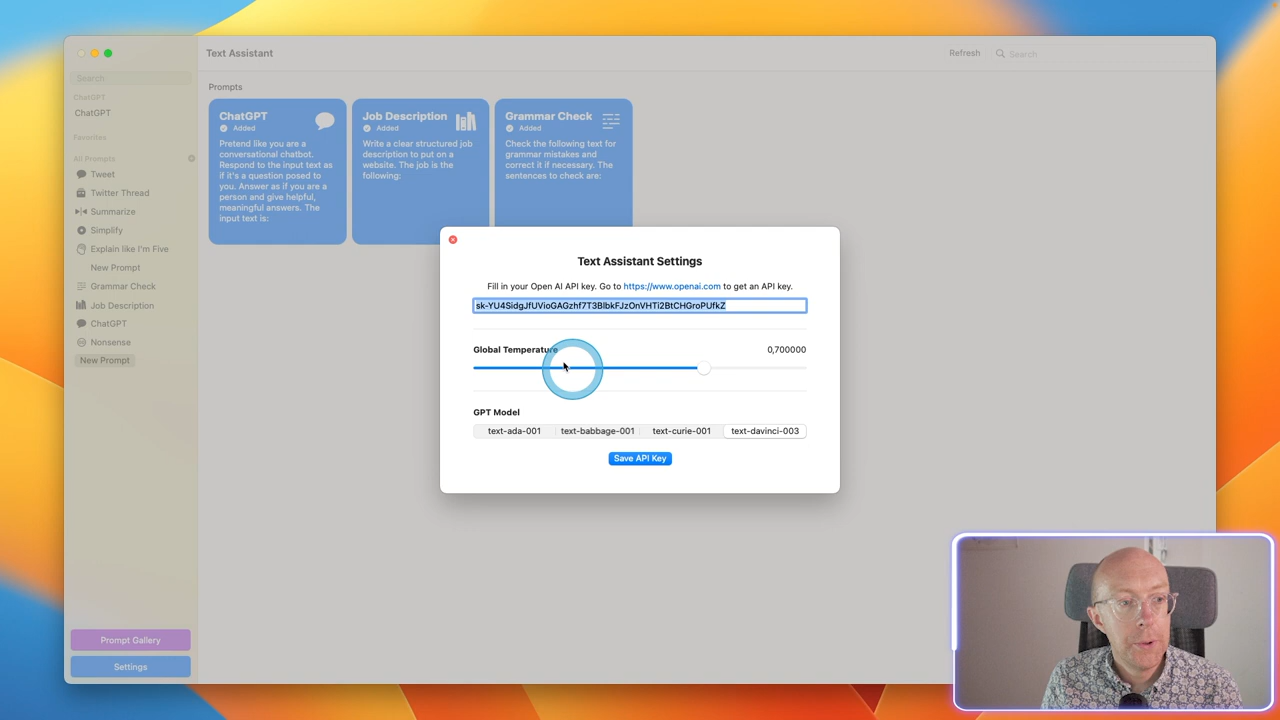 Text Assistant
Refresh
Search
Search
ChatGPT
ChatGPT
Favorites
All Prompts
Tweet
Twitter Thread
Summarize
Simplify
Explain like I'm Five
New Prompt
Grammar Check
Job Description
ChatGPT
Nonsense
New Prompt
Prompt Gallery
Settings
Prompts
ChatGPT
Added
Pretend like you are a
conversational chatbot.
Respond to the input text as
if it's a question posed to
you. Answer as if you are a
person and give helpful,
meaningful answers. The
input text is:
Job Description
Added
Write a clear structured job
description to put on a
website. The job is the
following:
Grammar Check
Added
Check the following text for
grammar mistakes and
correct it if necessary. The
sentences to check are:
Text Assistant Settings
Fill in your Open AI API key. Go to https://www.openai.com to get an API key.
Global Temperature
0,700000
GPT Model
text-ada-001 text-babbage-001 text-curie-001 text-davinci-003
Save API Key